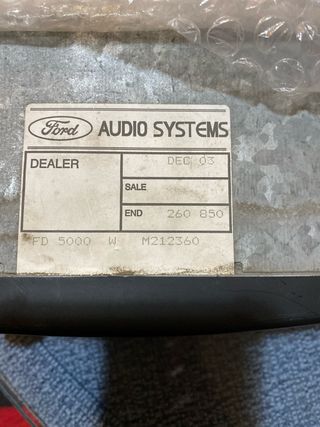 Ford AUDIO SYSTEMS
DEALER
DEC 03
SALE
END 260 850
FD 5000 W M212360